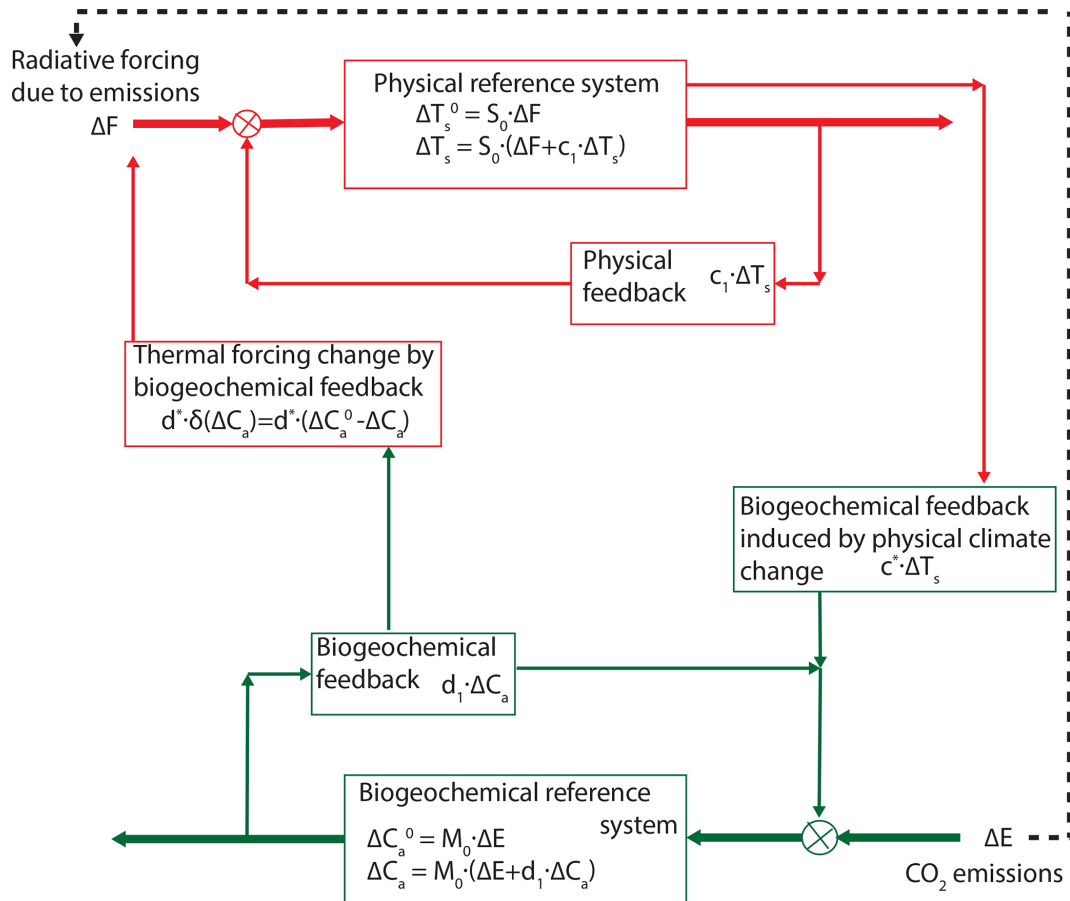 Radiative forcing
due to emissions
ΔF
Physical reference system
ΔTₛ⁰ = S₀·ΔF
ΔTₛ = S₀·(ΔF+c₁·ΔTₛ)
Physical
feedback
c₁·ΔTₛ
Thermal forcing change by
biogeochemical feedback
d*·δ(ΔCₐ)=d*·(ΔCₐ⁰-ΔCₐ)
Biogeochemical feedback
induced by physical climate
change c*·ΔTₛ
Biogeochemical
feedback d₁·ΔCₐ
Biogeochemical reference
system
ΔCₐ⁰ = M₀·ΔE
ΔCₐ = M₀·(ΔE+d₁·ΔCₐ)
ΔE
CO₂ emissions